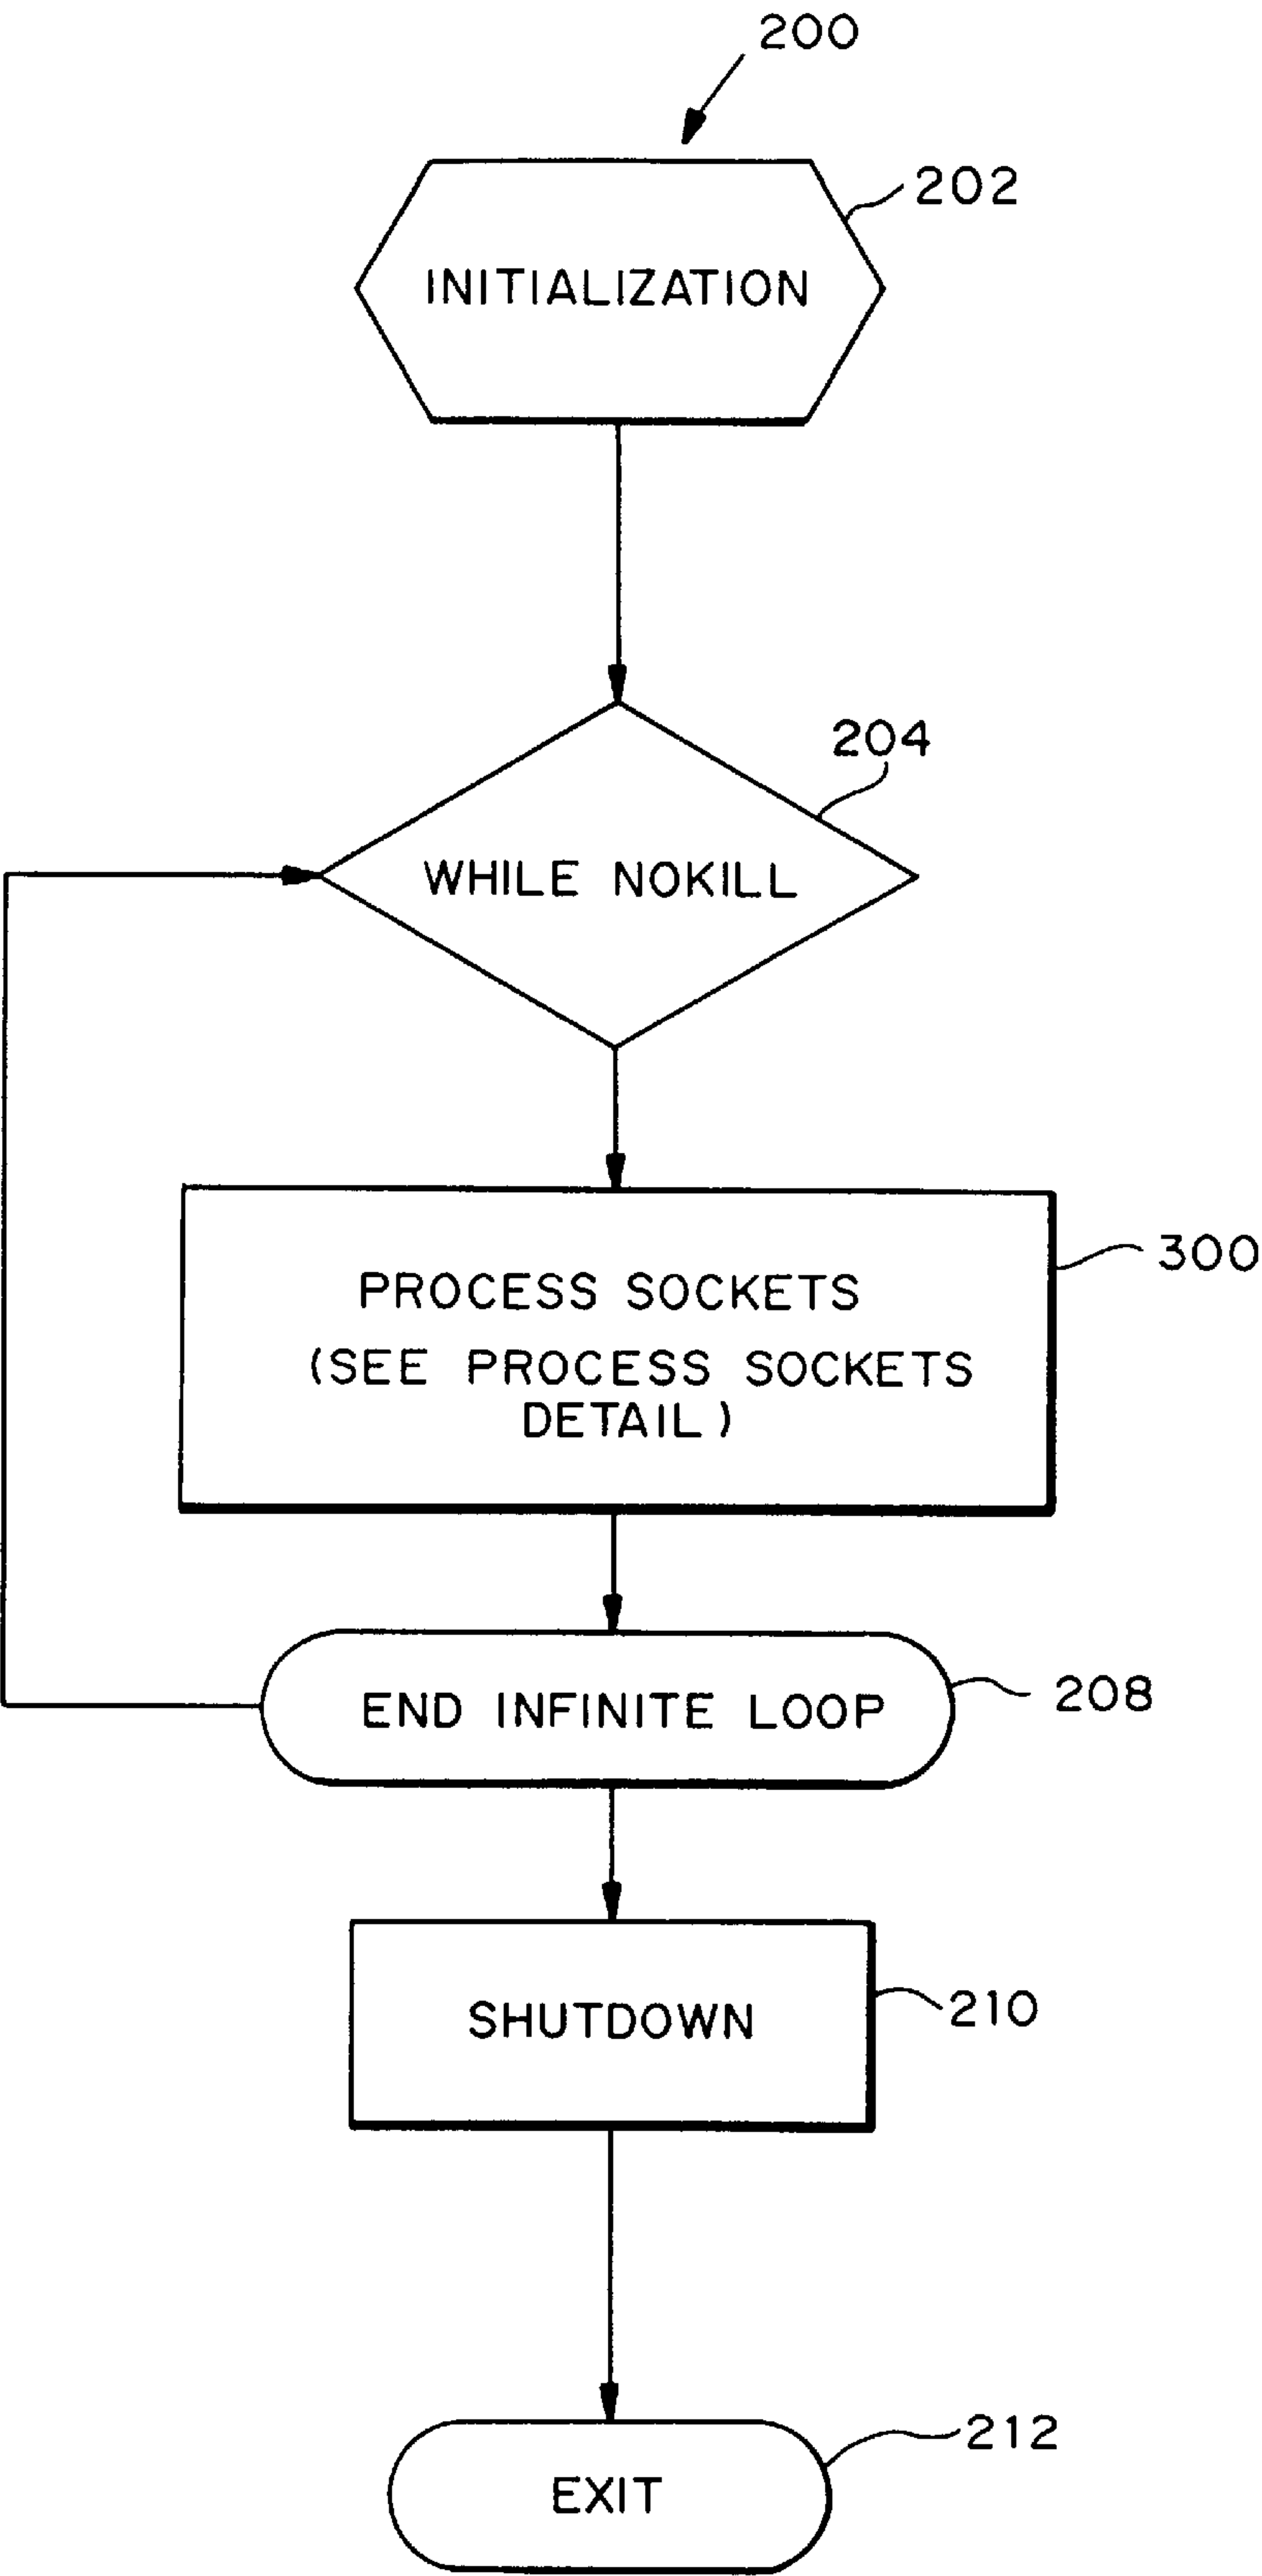 200
202
INITIALIZATION
204
WHILE NOKILL
300
PROCESS SOCKETS
(SEE PROCESS SOCKETS
DETAIL)
208
END INFINITE LOOP
210
SHUTDOWN
212
EXIT